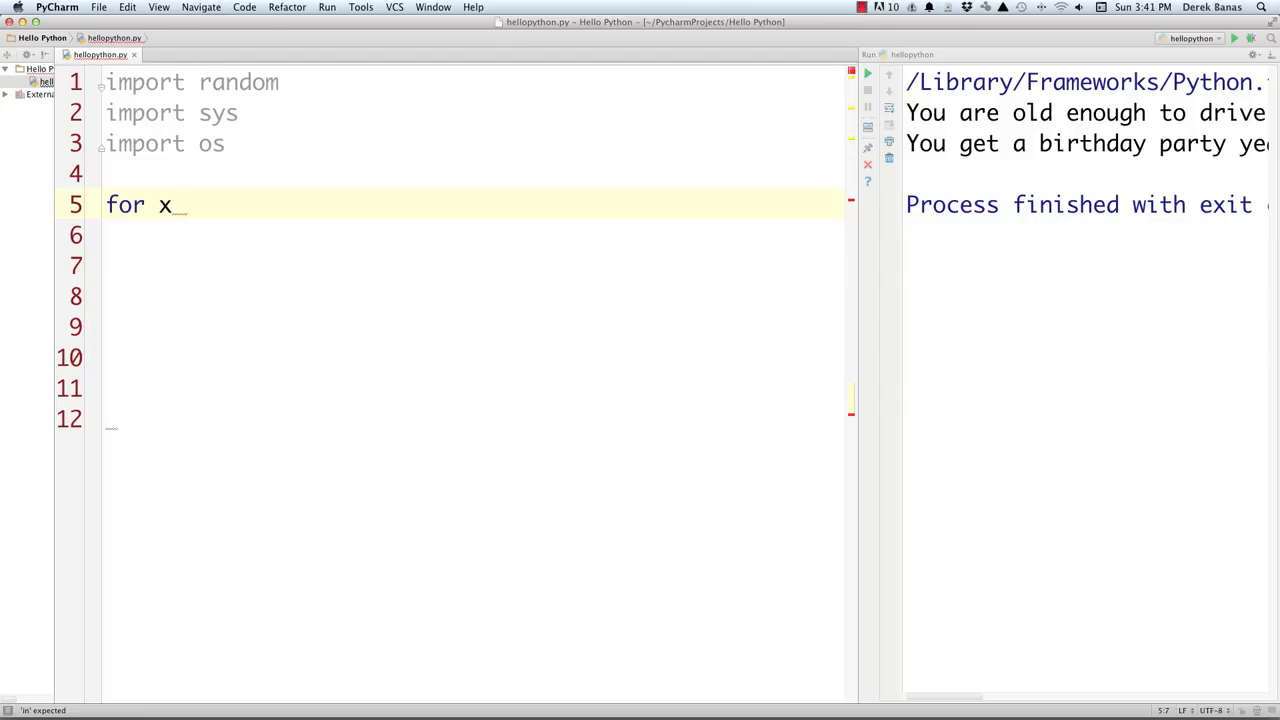 PyCharm File Edit View Navigate Code Refactor Run Tools VCS Window Help 10 Sun 3:41 PM Derek Banas
hellopython.py – Hello Python – [~/PycharmProjects/Hello Python]
Hello Python hellopython.py hellopython
hellopython.py Run hellopython
Hello P
hell
Externa
1 import random
2 import sys
3 import os
4
5 for x
6
7
8
9
10
11
12
/Library/Frameworks/Python.
You are old enough to drive
You get a birthday party ye
Process finished with exit
'in' expected 5:7 LF UTF-8